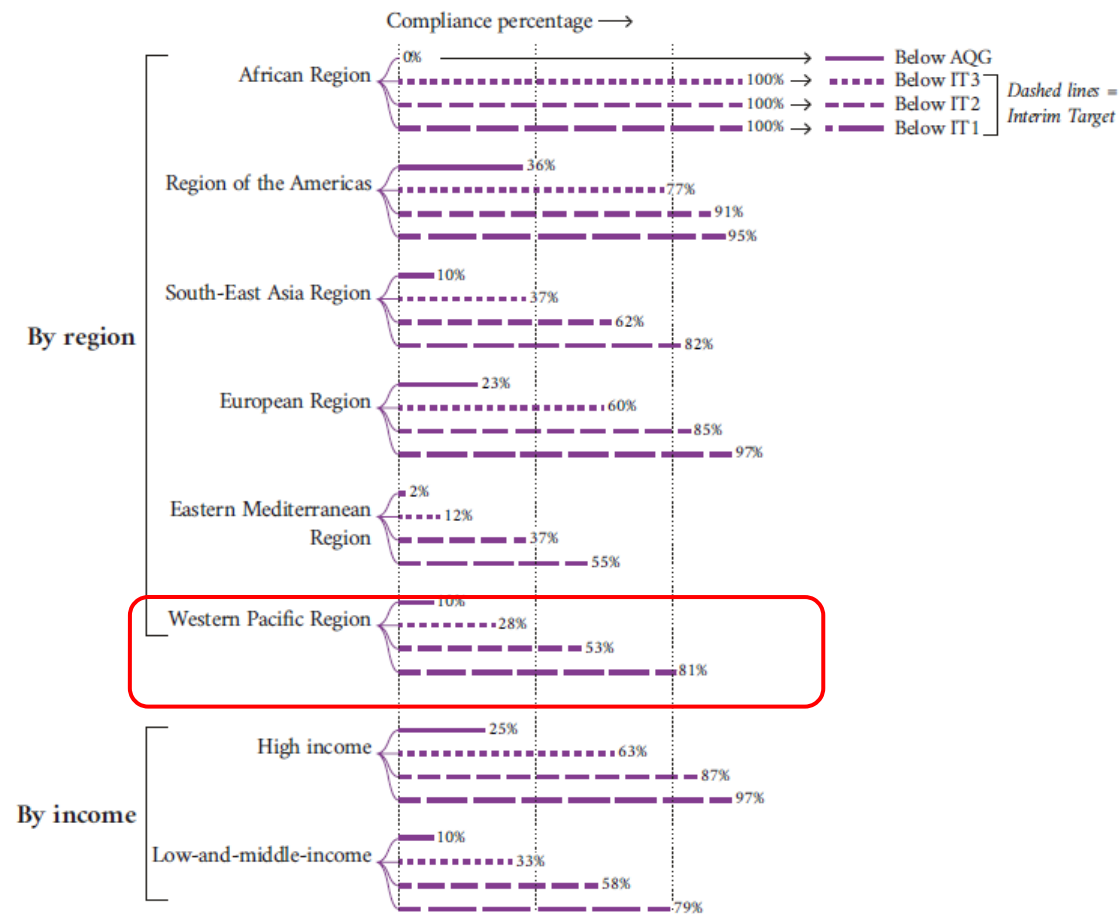 Compliance percentage →
African Region
0% → Below AQG
100% → Below IT3
100% → Below IT2
100% → Below IT1
Dashed lines =
Interim Target
Region of the Americas
36%
77%
91%
95%
By region
South-East Asia Region
10%
37%
62%
82%
European Region
23%
60%
85%
97%
Eastern Mediterranean
Region
2%
12%
37%
55%
Western Pacific Region
10%
28%
53%
81%
By income
High income
25%
63%
87%
97%
Low-and-middle-income
10%
33%
58%
79%